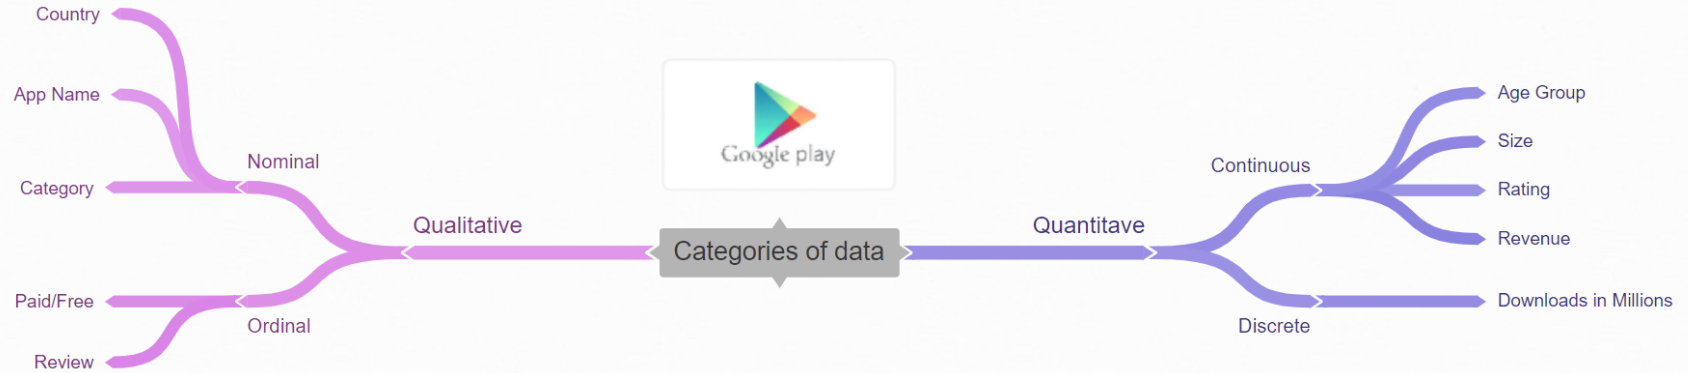 Country
App Name
Category
Nominal
Paid/Free
Review
Ordinal
Qualitative
Google play
Categories of data
Quantitave
Continuous
Age Group
Size
Rating
Revenue
Discrete
Downloads in Millions